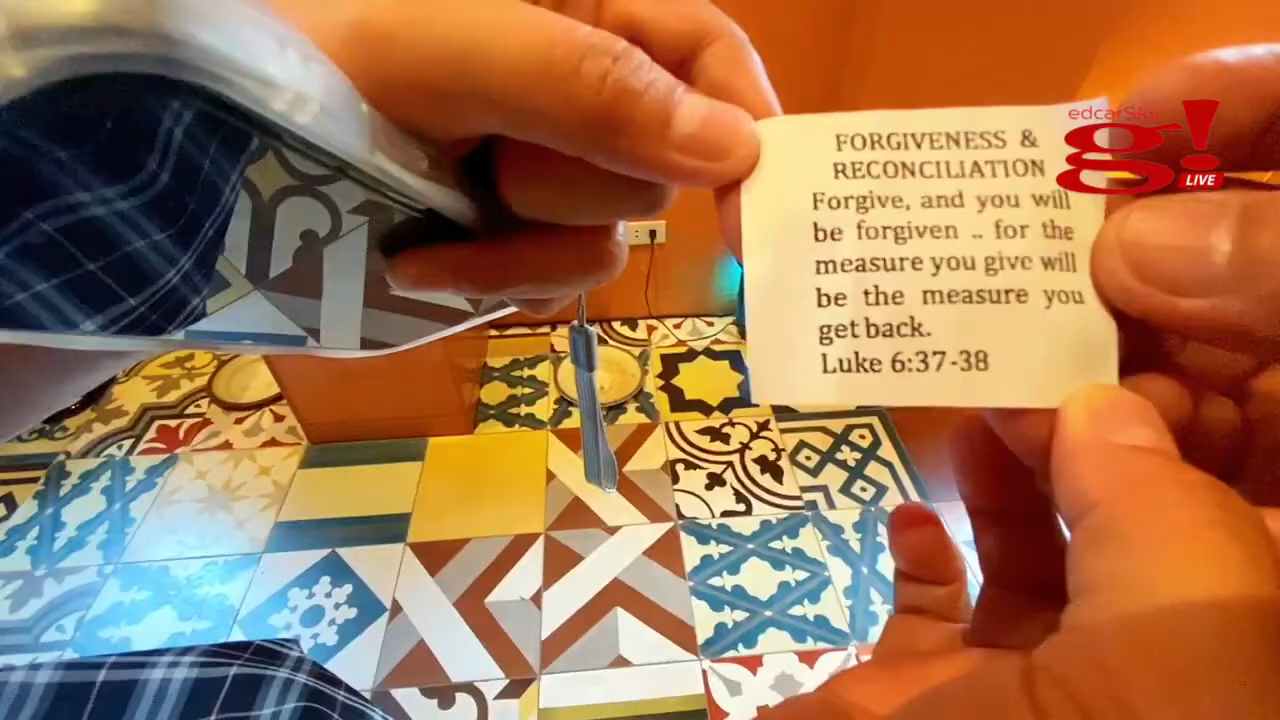 FORGIVENESS &
RECONCILIATION
Forgive, and you will
be forgiven .. for the
measure you give will
be the measure you
get back.
Luke 6:37-38
edcarSky
g!
LIVE